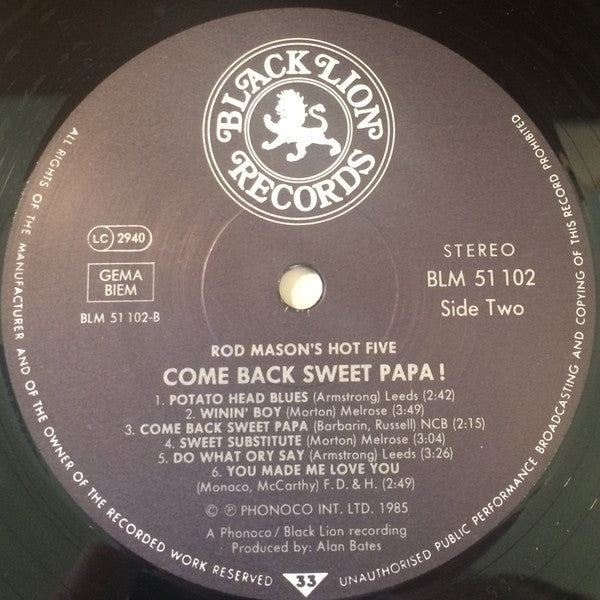 BLACK LION
RECORDS
LC 2940
GEMA
BIEM
BLM 51 102-B
STEREO
BLM 51 102
Side Two
ROD MASON'S HOT FIVE
COME BACK SWEET PAPA!
1. POTATO HEAD BLUES (Armstrong) Leeds (2:42)
2. WININ' BOY (Morton) Melrose (3:49)
3. COME BACK SWEET PAPA (Barbarin, Russell) NCB (2:15)
4. SWEET SUBSTITUTE (Morton) Melrose (3:04)
5. DO WHAT ORY SAY (Armstrong) Leeds (3:26)
6. YOU MADE ME LOVE YOU
(Monaco, McCarthy) F.D. & H. (2:49)
© ℗ PHONOCO INT. LTD. 1985
A Phonoco/Black Lion recording
Produced by: Alan Bates
ALL RIGHTS OF THE MANUFACTURER AND OF THE OWNER OF THE RECORDED WORK RESERVED
33
UNAUTHORISED PUBLIC PERFORMANCE BROADCASTING AND COPYING OF THIS RECORD PROHIBITED